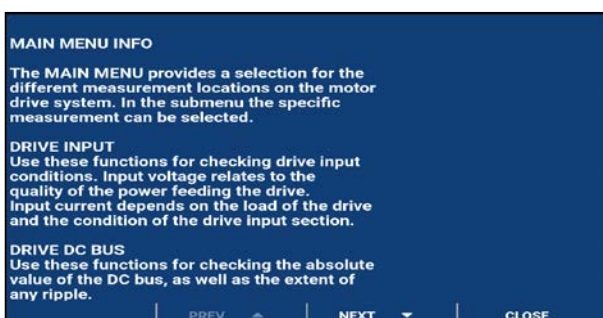 MAIN MENU INFO
The MAIN MENU provides a selection for the
different measurement locations on the motor
drive system. In the submenu the specific
measurement can be selected.
DRIVE INPUT
Use these functions for checking drive input
conditions. Input voltage relates to the
quality of the power feeding the drive.
Input current depends on the load of the drive
and the condition of the drive input section.
DRIVE DC BUS
Use these functions for checking the absolute
value of the DC bus, as well as the extent of
any ripple.
PREV NEXT CLOSE